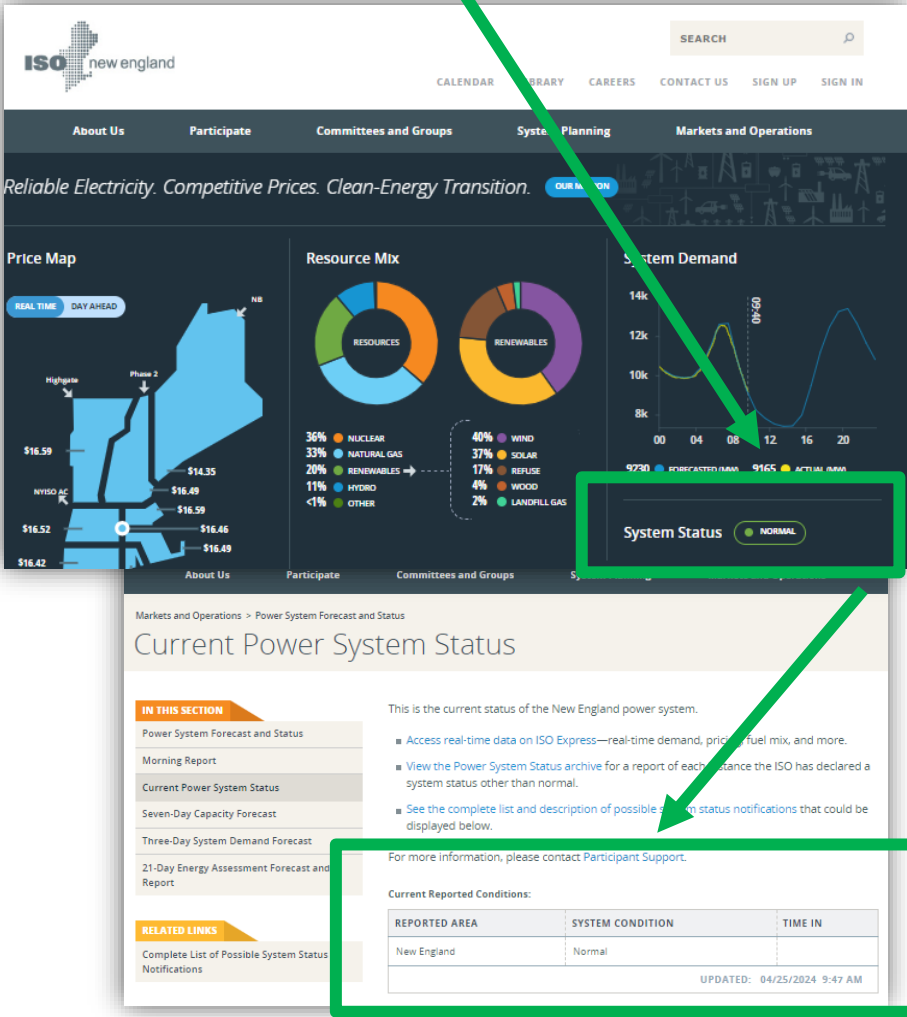 ISO new england
SEARCH
CALENDAR LIBRARY CAREERS CONTACT US SIGN UP SIGN IN
About Us Participate Committees and Groups System Planning Markets and Operations
Reliable Electricity. Competitive Prices. Clean-Energy Transition. OUR MISSION
Price Map
REAL TIME DAY AHEAD
NB
Highgate
Phase 2
$16.59
$14.35
NYISO AC
$16.49
$16.59
$16.52
$16.46
$16.49
$16.42
Resource Mix
RESOURCES
RENEWABLES
36% NUCLEAR
33% NATURAL GAS
20% RENEWABLES
11% HYDRO
<1% OTHER
40% WIND
37% SOLAR
17% REFUSE
4% WOOD
2% LANDFILL GAS
System Demand
14k
12k
10k
8k
09:40
00 04 08 12 16 20
9230 FORECASTED (MW) 9165 ACTUAL (MW)
System Status NORMAL
About Us Participate Committees and Groups
Markets and Operations > Power System Forecast and Status
Current Power System Status
IN THIS SECTION
Power System Forecast and Status
Morning Report
Current Power System Status
Seven-Day Capacity Forecast
Three-Day System Demand Forecast
21-Day Energy Assessment Forecast and
Report
RELATED LINKS
Complete List of Possible System Status
Notifications
This is the current status of the New England power system.
Access real-time data on ISO Express—real-time demand, pricing, fuel mix, and more.
View the Power System Status archive for a report of each instance the ISO has declared a
system status other than normal.
See the complete list and description of possible system status notifications that could be
displayed below.
For more information, please contact Participant Support.
Current Reported Conditions:
REPORTED AREA SYSTEM CONDITION TIME IN
New England Normal
UPDATED: 04/25/2024 9:47 AM